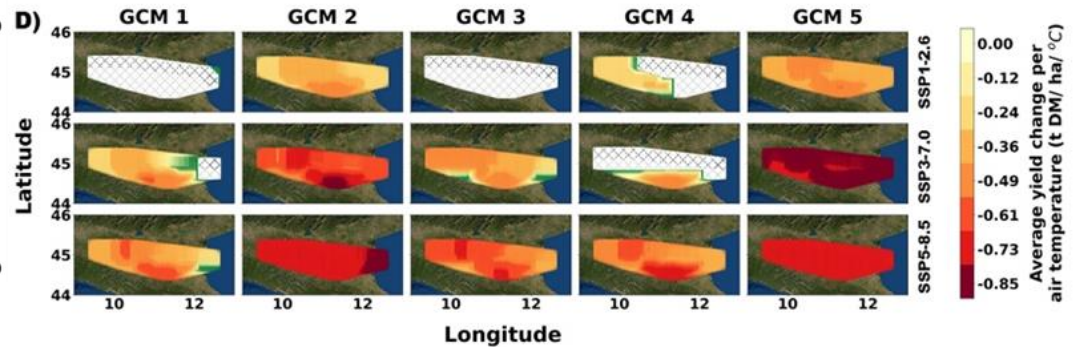 D) GCM 1 GCM 2 GCM 3 GCM 4 GCM 5
46
45
44
SSP1-2.6
46
45
44
SSP3-7.0
46
45
44
SSP5-8.5
10 12 10 12 10 12 10 12 10 12
Latitude
Longitude
0.00
-0.12
-0.24
-0.36
-0.49
-0.61
-0.73
-0.85
Average yield change per
air temperature (t DM/ ha/ °C)